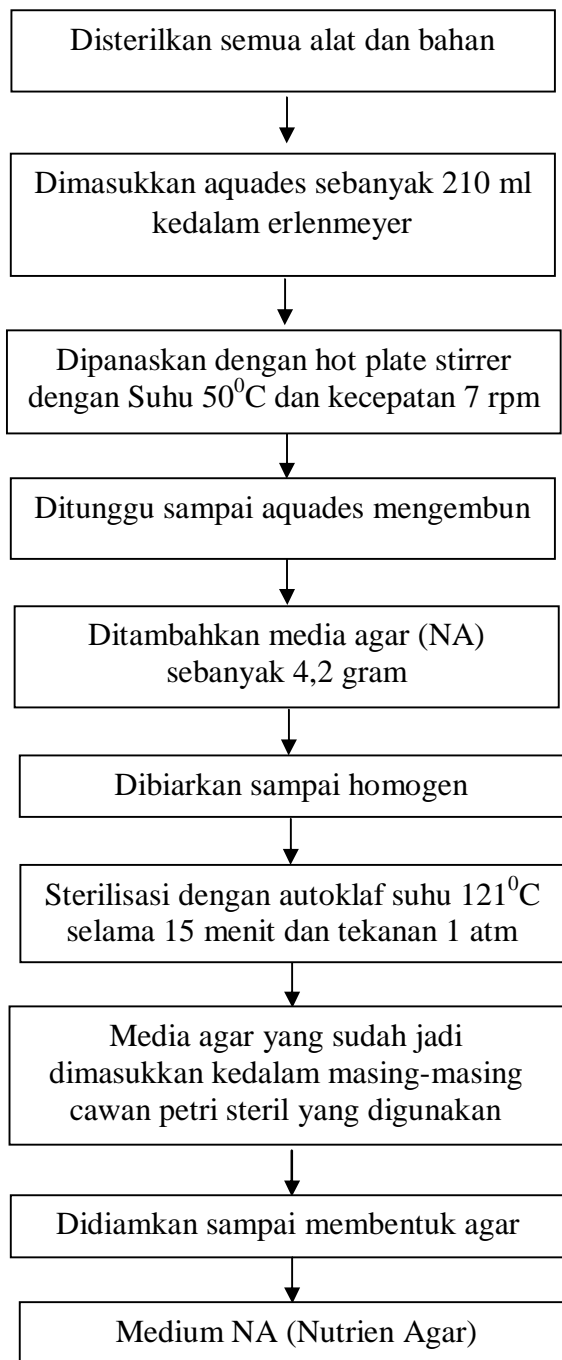 Disterilkan semua alat dan bahan
Dimasukkan aquades sebanyak 210 ml
kedalam erlenmeyer
Dipanaskan dengan hot plate stirrer
dengan Suhu 50⁰C dan kecepatan 7 rpm
Ditunggu sampai aquades mengembun
Ditambahkan media agar (NA)
sebanyak 4,2 gram
Dibiarkan sampai homogen
Sterilisasi dengan autoklaf suhu 121⁰C
selama 15 menit dan tekanan 1 atm
Media agar yang sudah jadi
dimasukkan kedalam masing-masing
cawan petri steril yang digunakan
Didiamkan sampai membentuk agar
Medium NA (Nutrien Agar)